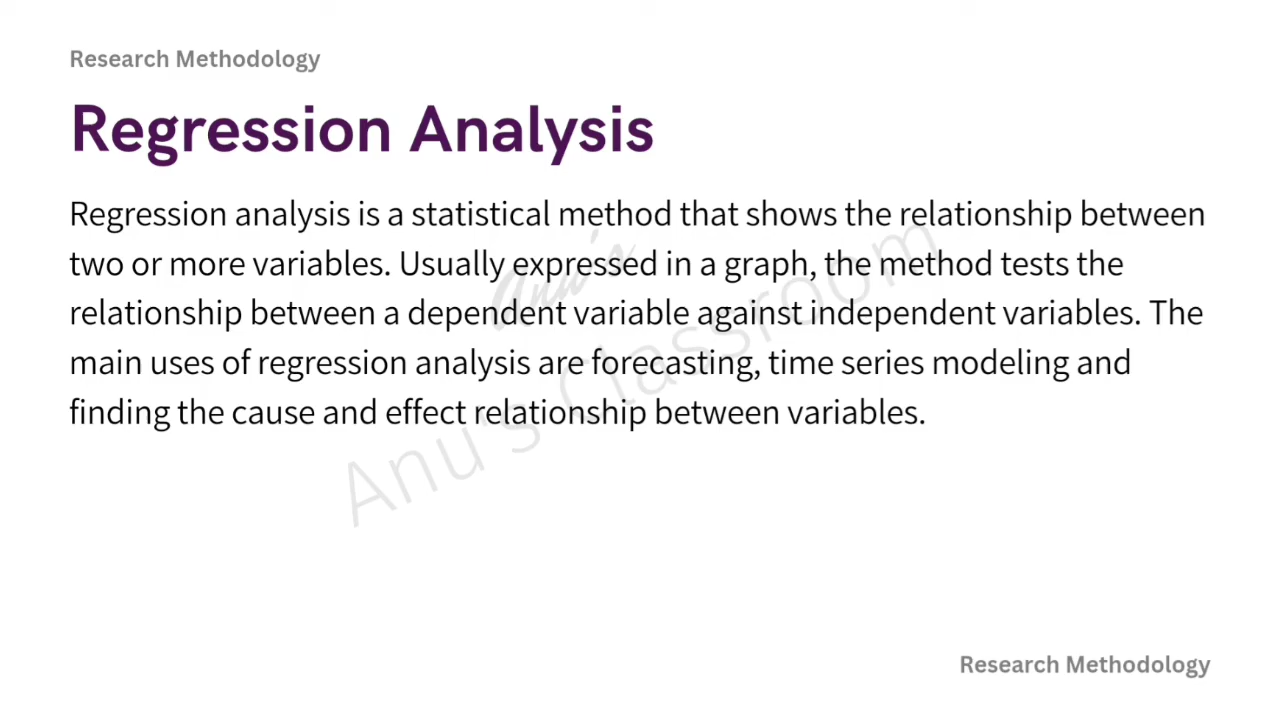 Research Methodology
Regression Analysis
Regression analysis is a statistical method that shows the relationship between
two or more variables. Usually expressed in a graph, the method tests the
relationship between a dependent variable against independent variables. The
main uses of regression analysis are forecasting, time series modeling and
finding the cause and effect relationship between variables.
Anu's
Anu's Classroom
Research Methodology